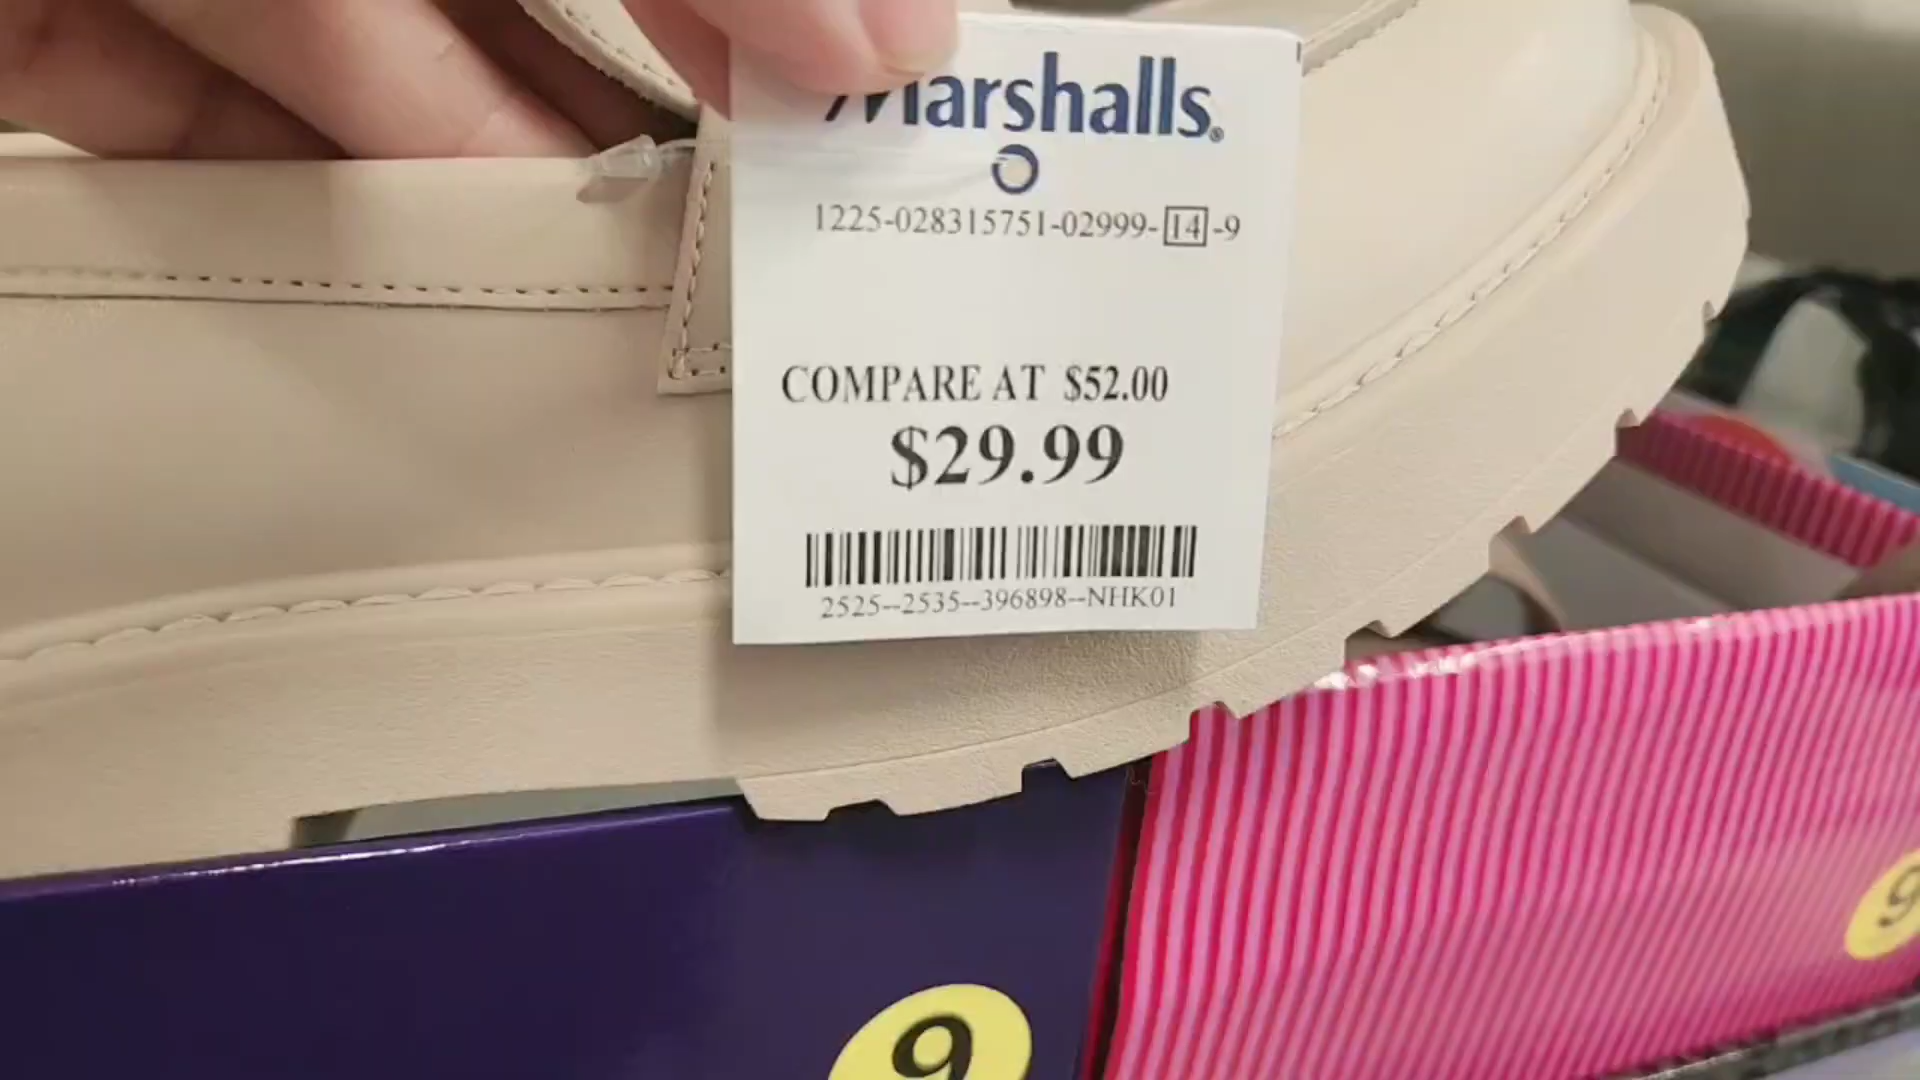 Marshalls®
1225-028315751-02999-14-9
COMPARE AT $52.00
$29.99
2525--2535--396898--NHK01
9
9